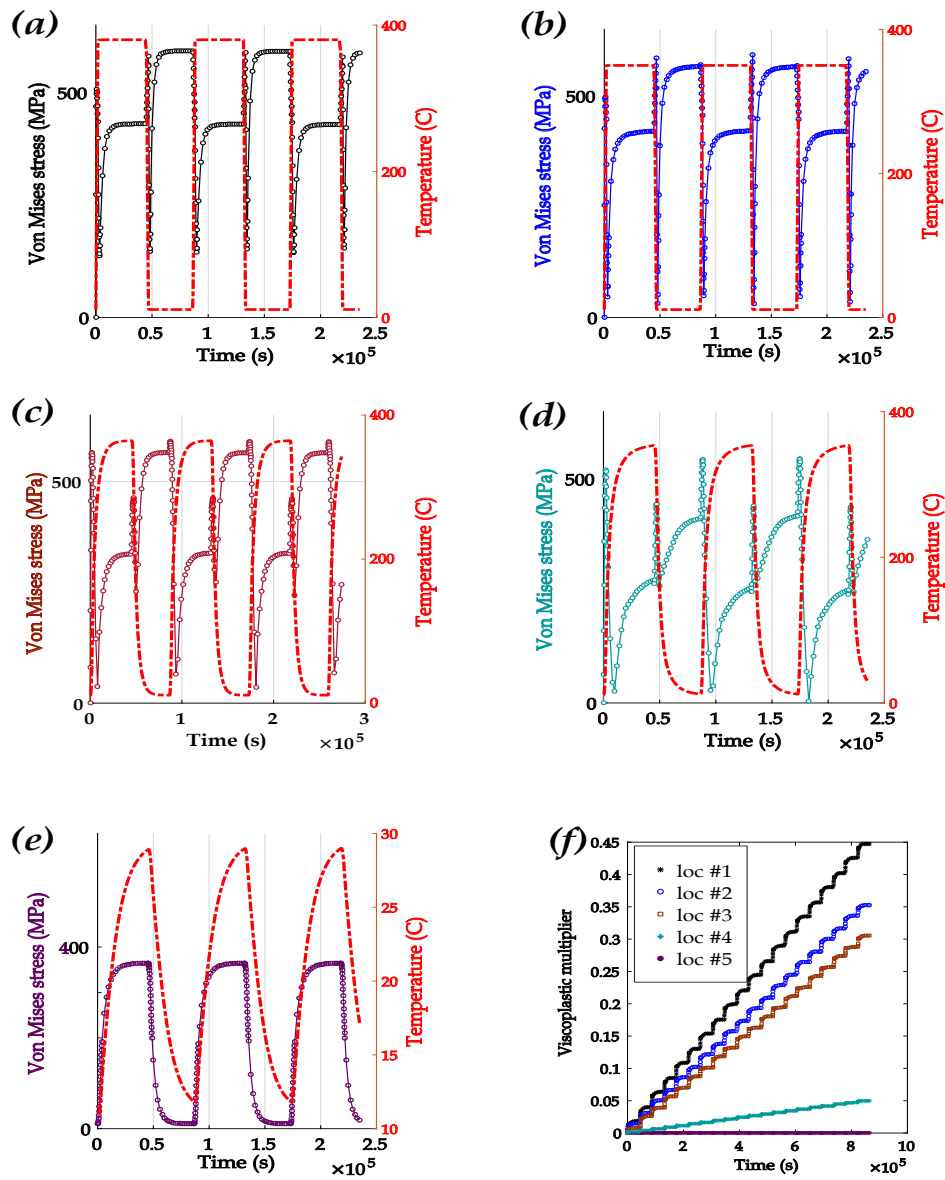 (a)
Von Mises stress (MPa)
500
0
400
200
0
Temperature (C)
0 0.5 1 1.5 2 2.5
Time (s) ×10^5
(b)
Von Mises stress (MPa)
500
0
400
200
0
Temperature (C)
0 0.5 1 1.5 2 2.5
Time (s) ×10^5
(c)
Von Mises stress (MPa)
500
0
400
200
0
Temperature (C)
0 1 2 3
Time (s) ×10^5
(d)
Von Mises stress (MPa)
500
0
400
200
0
Temperature (C)
0 0.5 1 1.5 2 2.5
Time (s) ×10^5
(e)
Von Mises stress (MPa)
400
0
29
25
21
15
10
Temperature (C)
0 0.5 1 1.5 2 2.5
Time (s) ×10^5
(f)
Viscoplastic multiplier
0.45
0.4
0.35
0.3
0.25
0.2
0.15
0.1
0.05
0
loc #1
loc #2
loc #3
loc #4
loc #5
0 2 4 6 8 10
Time (s) ×10^5